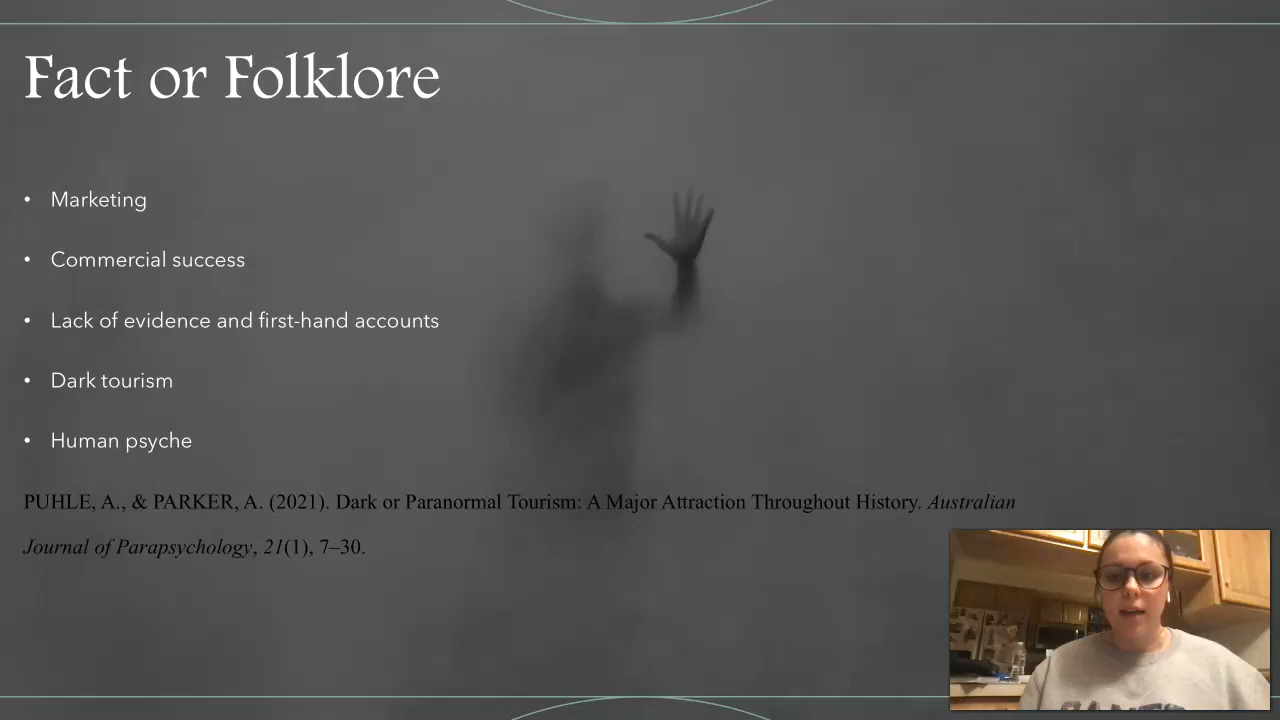 Fact or Folklore
• Marketing
• Commercial success
• Lack of evidence and first-hand accounts
• Dark tourism
• Human psyche
PUHLE, A., & PARKER, A. (2021). Dark or Paranormal Tourism: A Major Attraction Throughout History. Australian
Journal of Parapsychology, 21(1), 7–30.